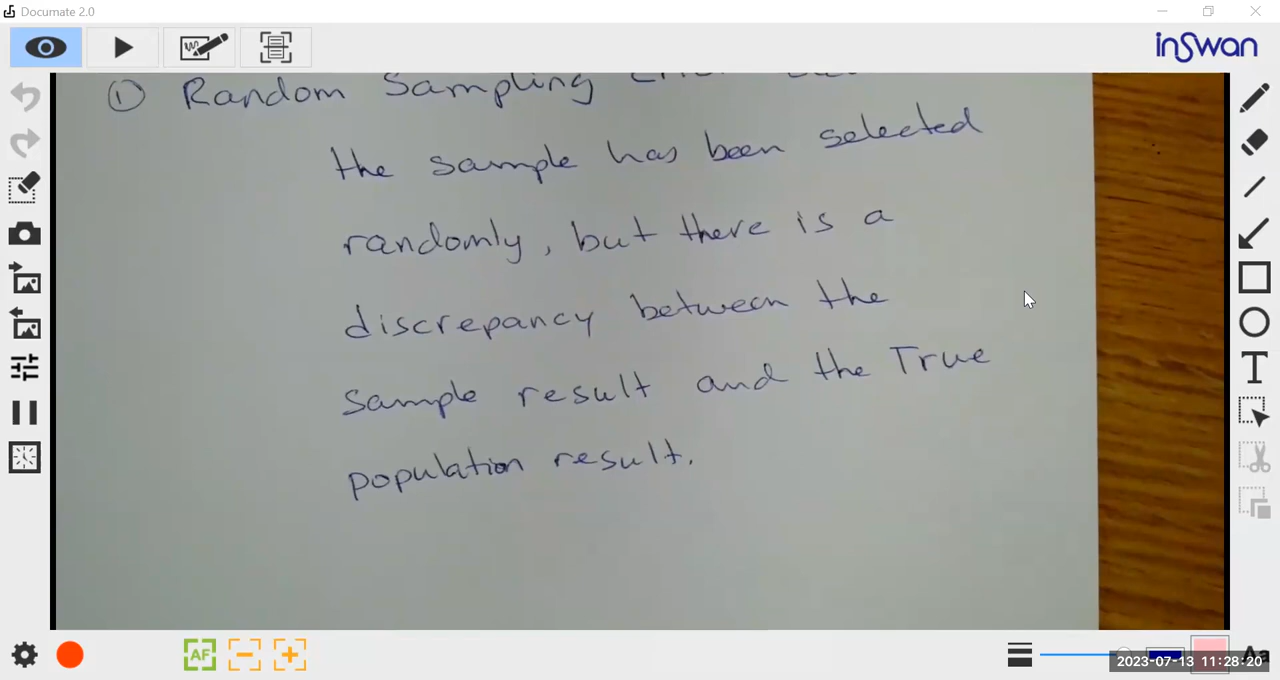 Documate 2.0
inSwan
① Random Sampling
the sample has been selected
randomly, but there is a
discrepancy between the
sample result and the True
population result.
T
AF
Aa
2023-07-13 11:28:20